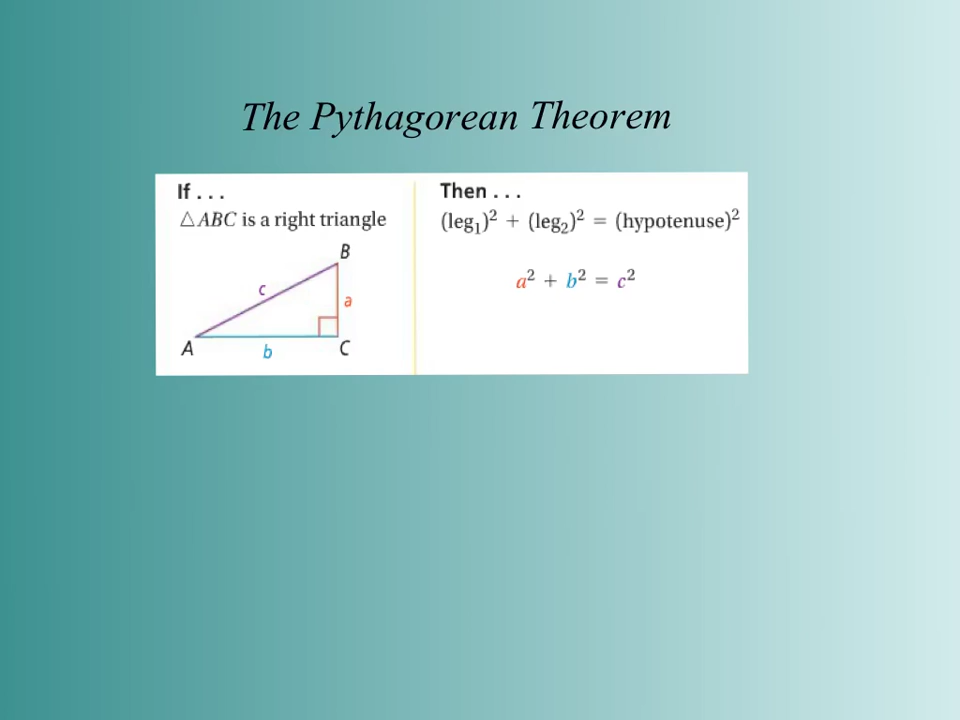 The Pythagorean Theorem
If . . .
△ABC is a right triangle
B
c
a
A
b
C
Then . . .
(leg₁)² + (leg₂)² = (hypotenuse)²
a² + b² = c²